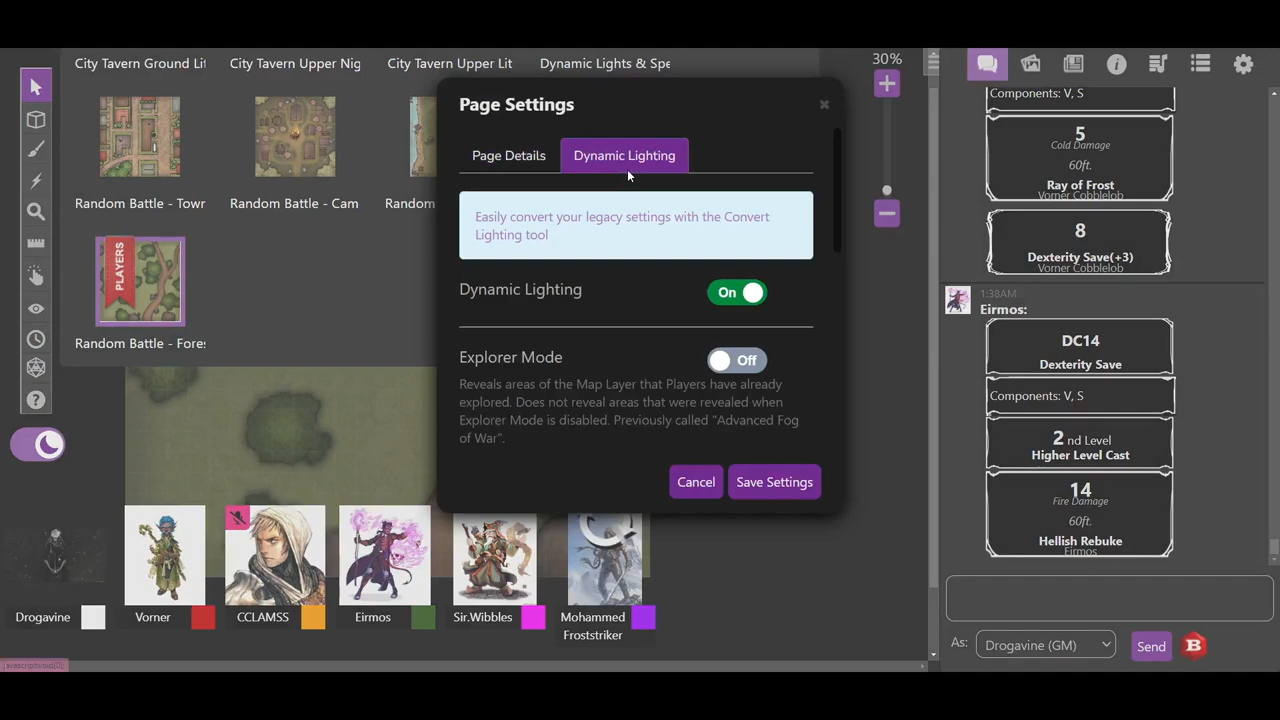 City Tavern Ground Lit
City Tavern Upper Nig
City Tavern Upper Lit
Dynamic Lights & Spe
Random Battle - Towr
Random Battle - Cam
Random
PLAYERS
Random Battle - Fores
30%
Page Settings
Page Details
Dynamic Lighting
Easily convert your legacy settings with the Convert
Lighting tool
Dynamic Lighting
On
Explorer Mode
Off
Reveals areas of the Map Layer that Players have already
explored. Does not reveal areas that were revealed when
Explorer Mode is disabled. Previously called "Advanced Fog
of War".
Cancel
Save Settings
Drogavine
Vorner
CCLAMSS
Eirmos
Sir.Wibbles
Mohammed
Froststriker
Components: V, S
5
Cold Damage
60ft.
Ray of Frost
Vorner Cobblelob
8
Dexterity Save(+3)
Vorner Cobblelob
1:38AM
Eirmos:
DC14
Dexterity Save
Components: V, S
2 nd Level
Higher Level Cast
14
Fire Damage
60ft.
Hellish Rebuke
Eirmos
As:
Drogavine (GM)
Send
B